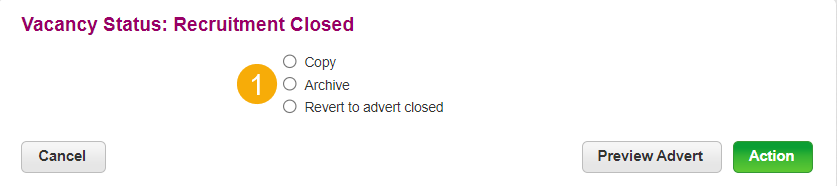 Vacancy Status: Recruitment Closed
Copy
1
Archive
Revert to advert closed
Cancel
Preview Advert
Action